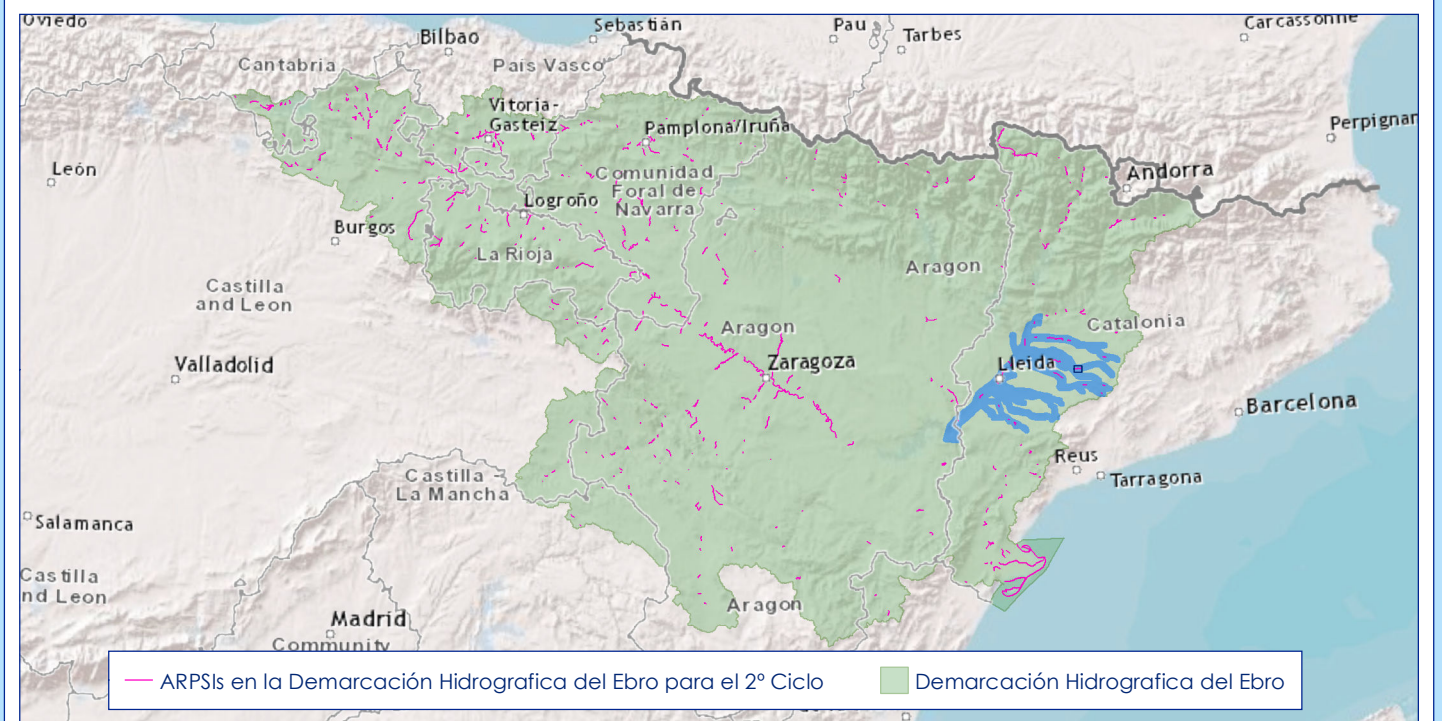 Oviedo
Sebastián
Pau
Tarbes
Carcassonne
Bilbao
Cantabria
País Vasco
Vitoria-
Gasteiz
Pamplona/Iruña
Perpignan
León
Andorra
Comunidad
Foral de
Navarra
Logroño
Burgos
La Rioja
Aragon
Castilla
and Leon
Catalonia
Aragon
Valladolid
Zaragoza
Lleida
Barcelona
Reus
Tarragona
Castilla
La Mancha
Salamanca
Castilla
nd Leon
Aragon
Madrid
Community
ARPSIs en la Demarcación Hidrografica del Ebro para el 2º Ciclo
Demarcación Hidrografica del Ebro